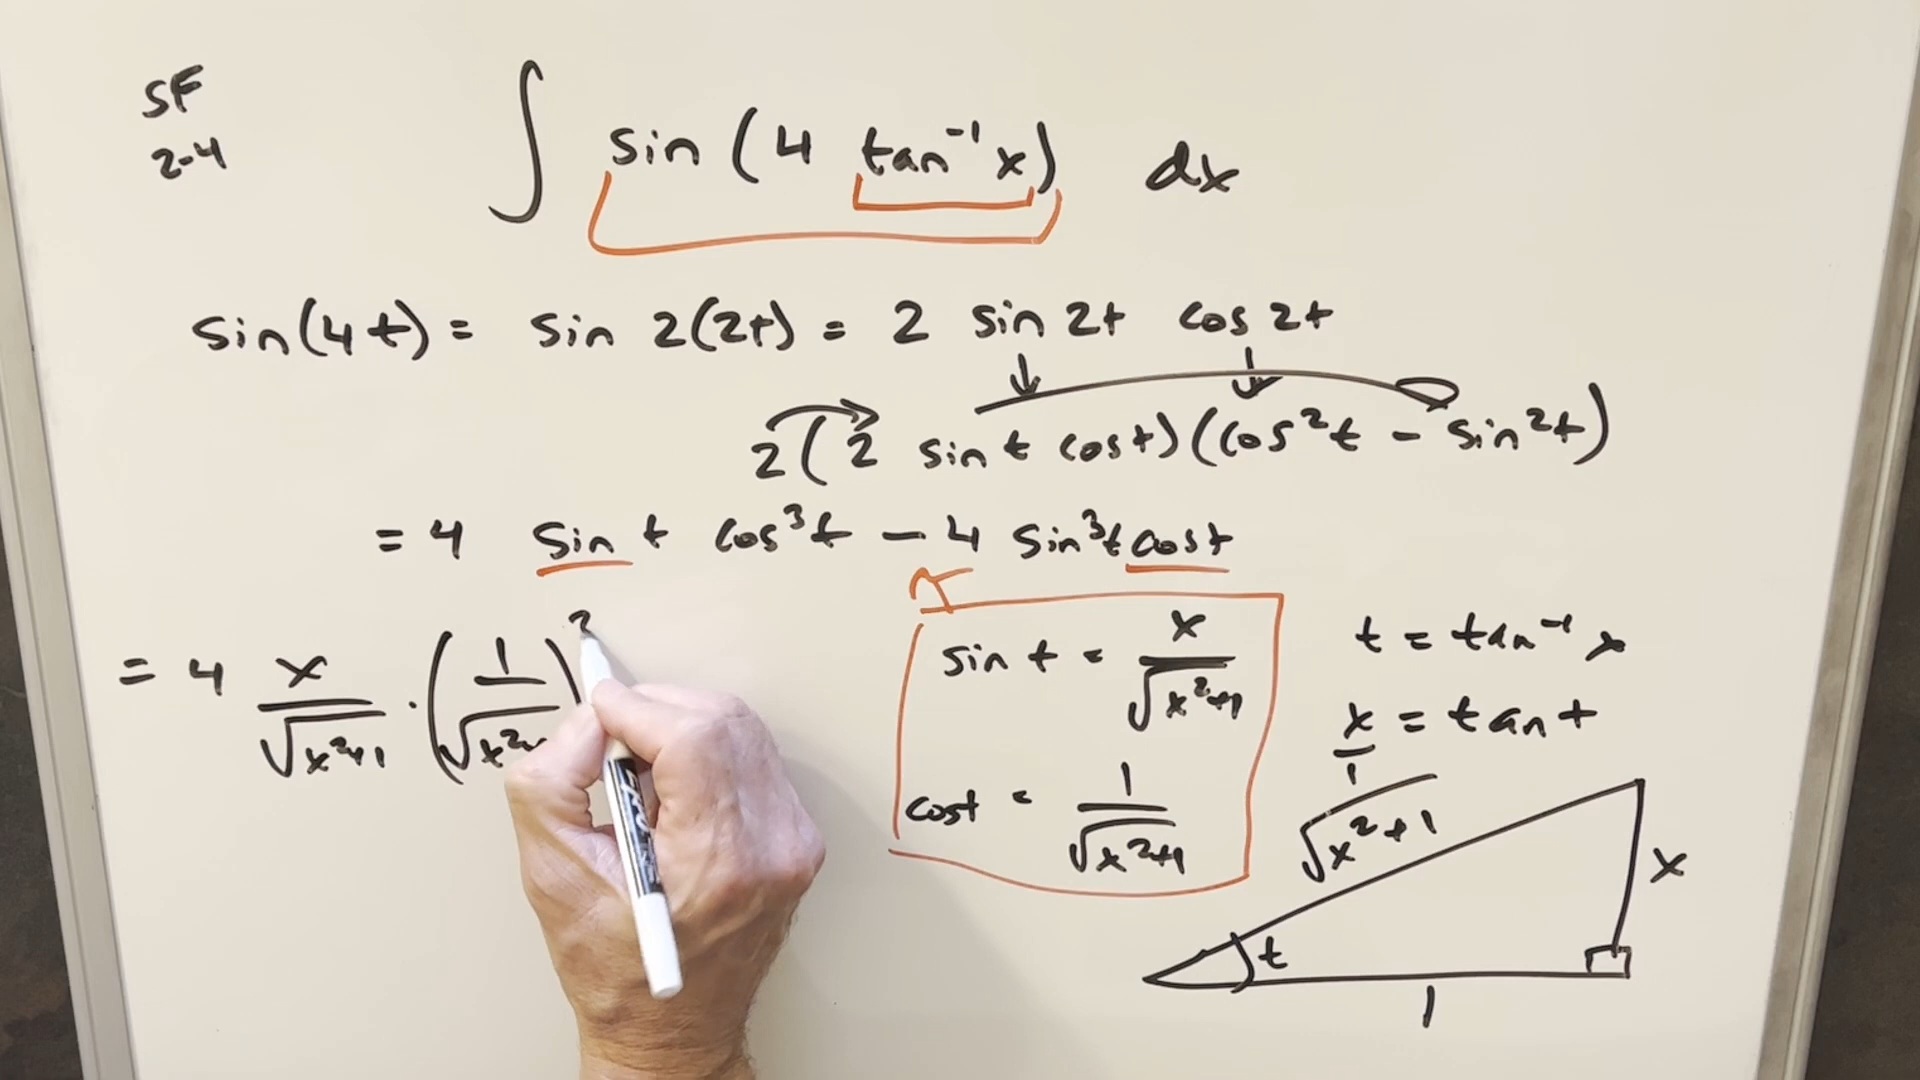 SF
2-4
∫ sin (4 tan⁻¹ x) dx
sin(4t) = sin 2(2t) = 2 sin 2t cos 2t
2(2 sin t cos t)(cos²t - sin²t)
= 4 sin t cos³t - 4 sin³t cos t
= 4 x/√(x²+1) · (1/√x²
sin t = x/√(x²+1)
cos t = 1/√(x²+1)
t = tan⁻¹ x
x/1 = tan t
√(x²+1)
x
t
1